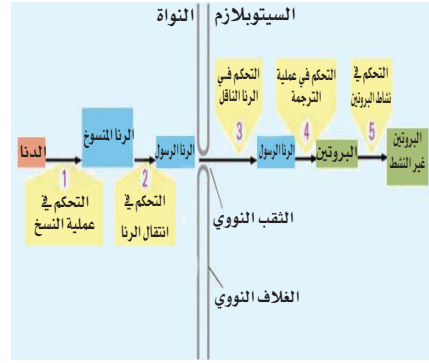 النواة
السيتوبلازم
التحكم في
الرنا الناقل
التحكم في عملية
الترجمة
التحكم في
نشاط البروتين
3
4
5
الدنا
الرنا المنسوخ
الرنا الرسول
الرنا الرسول
البروتين
البروتين
غير النشط
1
2
التحكم في
عملية النسخ
التحكم في
انتقال الرنا
الثقب النووي
الغلاف النووي